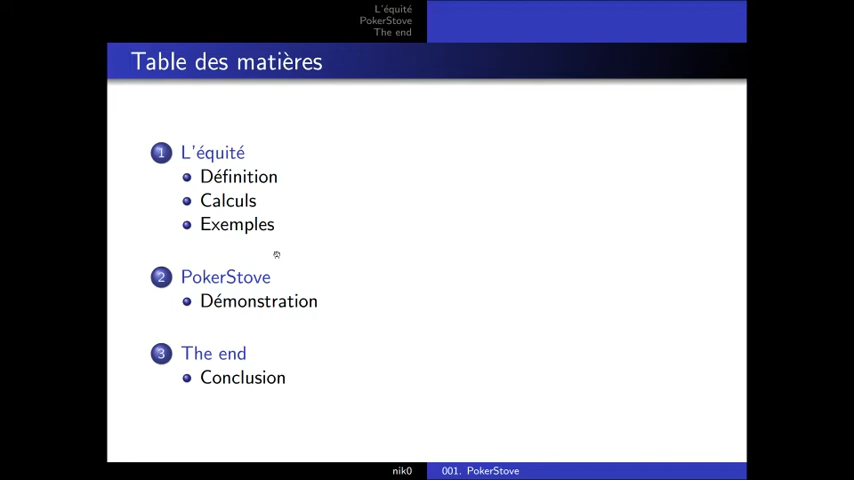 L'équité
PokerStove
The end
Table des matières
1 L'équité
Définition
Calculs
Exemples
2 PokerStove
Démonstration
3 The end
Conclusion
nik0 001. PokerStove